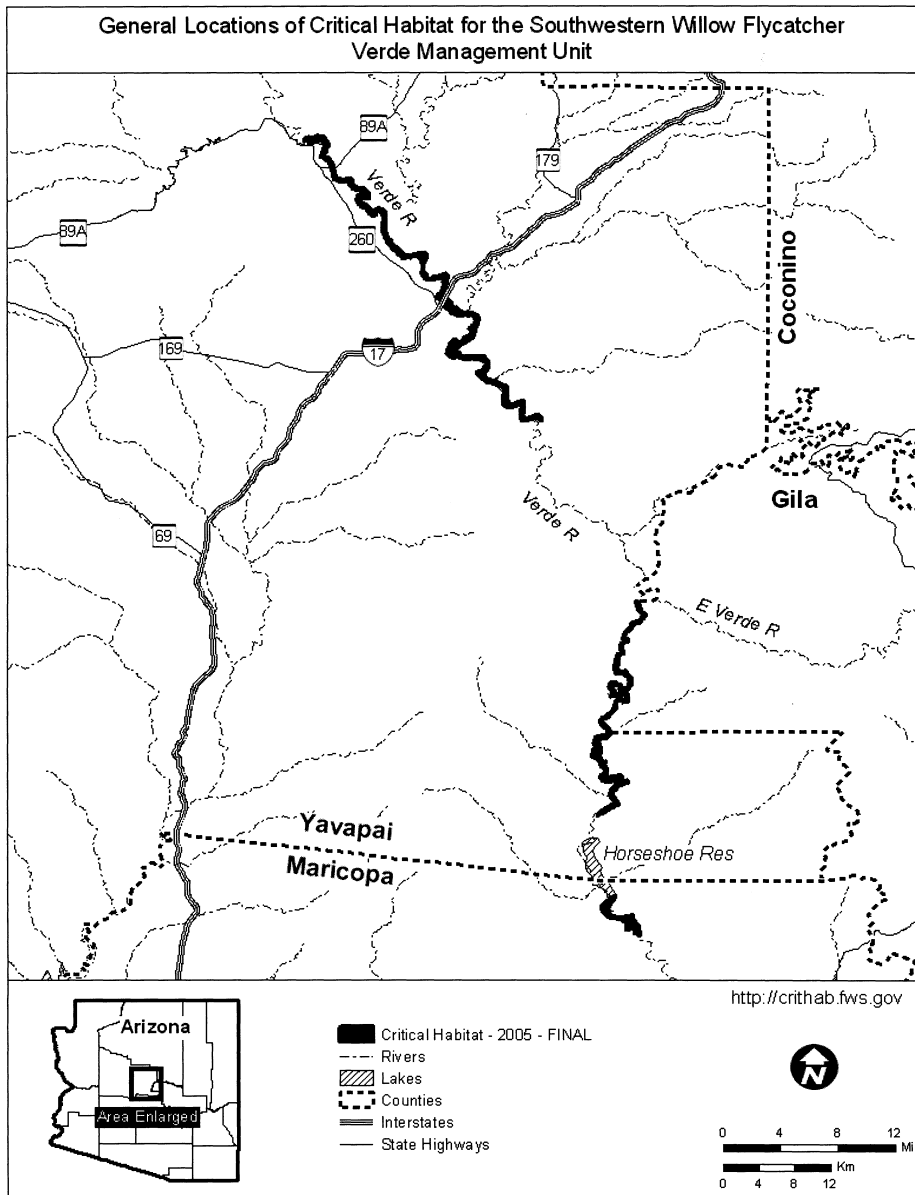 General Locations of Critical Habitat for the Southwestern Willow Flycatcher
Verde Management Unit
89A
179
Verde R
89A
260
Coconino
169
17
Gila
Verde R
69
E Verde R
Yavapai
Horseshoe Res
Maricopa
http://crithab.fws.gov
Arizona
Area Enlarged
Critical Habitat - 2005 - FINAL
Rivers
Lakes
Counties
Interstates
State Highways
N
0 4 8 12
Mi
Km
0 4 8 12